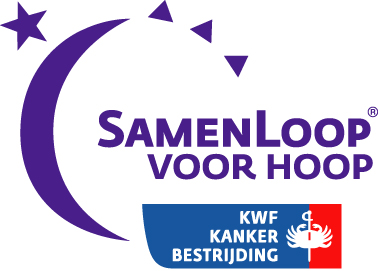 SAMENLOOP®
VOOR HOOP
KWF
KANKER
BESTRIJDING